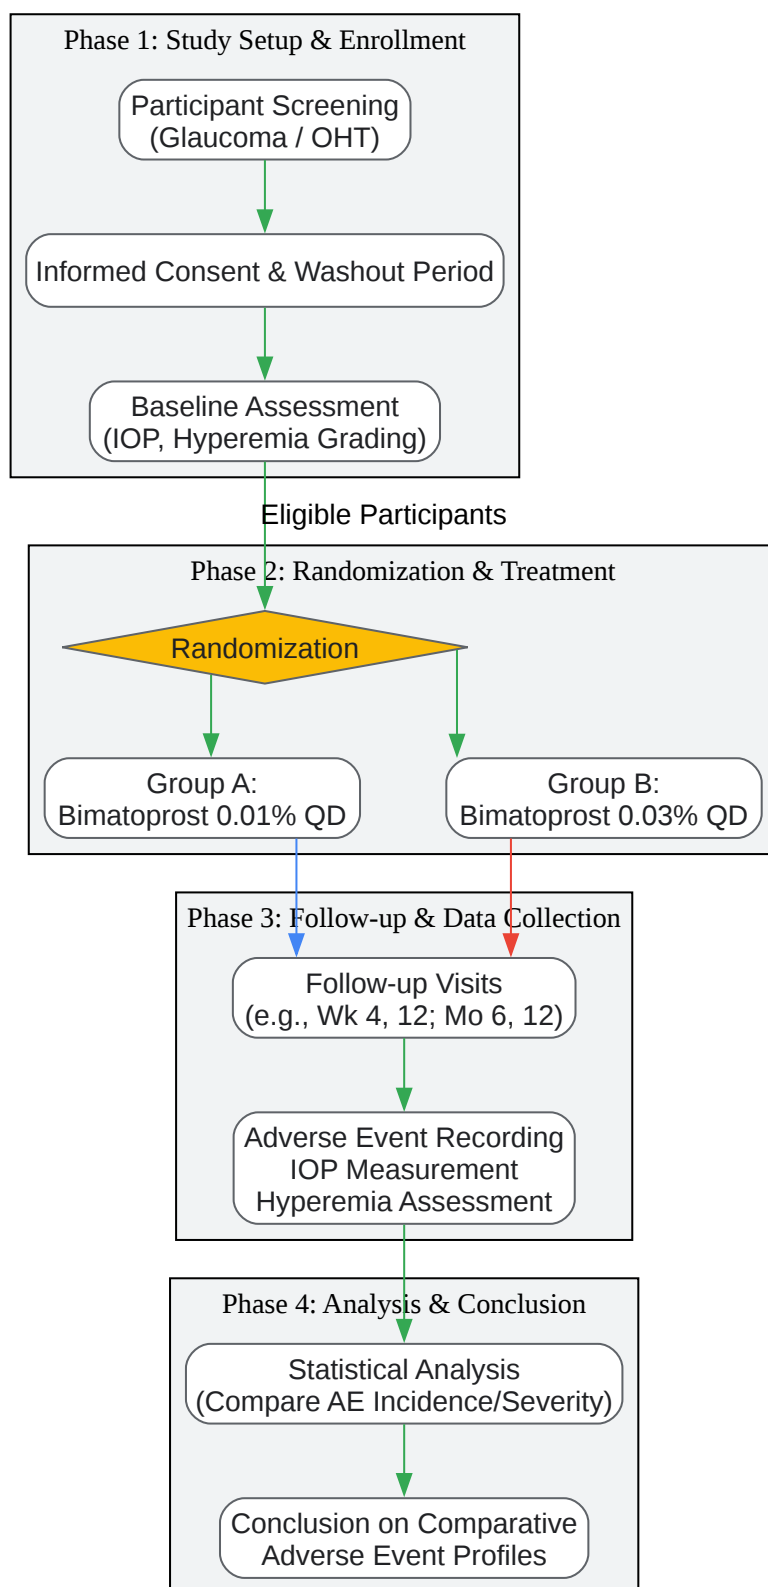 Phase 1: Study Setup & Enrollment
Participant Screening
(Glaucoma / OHT)
Informed Consent & Washout Period
Baseline Assessment
(IOP, Hyperemia Grading)
Eligible Participants
Phase 2: Randomization & Treatment
Randomization
Group A:
Bimatoprost 0.01% QD
Group B:
Bimatoprost 0.03% QD
Phase 3: Follow-up & Data Collection
Follow-up Visits
(e.g., Wk 4, 12; Mo 6, 12)
Adverse Event Recording
IOP Measurement
Hyperemia Assessment
Phase 4: Analysis & Conclusion
Statistical Analysis
(Compare AE Incidence/Severity)
Conclusion on Comparative
Adverse Event Profiles